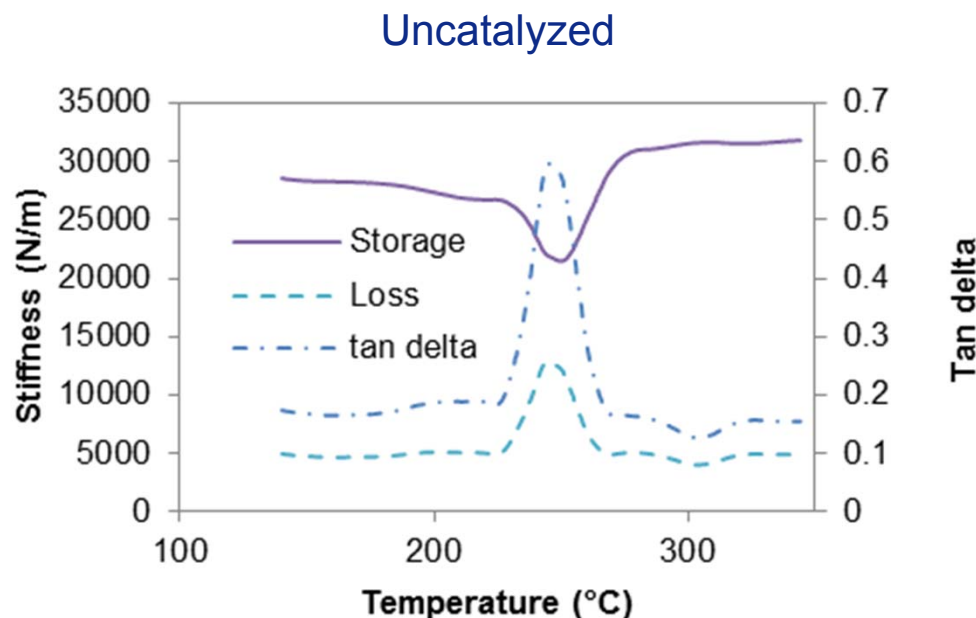 Uncatalyzed
35000
30000
25000
20000
15000
10000
5000
0
Stiffness (N/m)
Storage
Loss
tan delta
0.7
0.6
0.5
0.4
0.3
0.2
0.1
0
Tan delta
100 200 300
Temperature (°C)